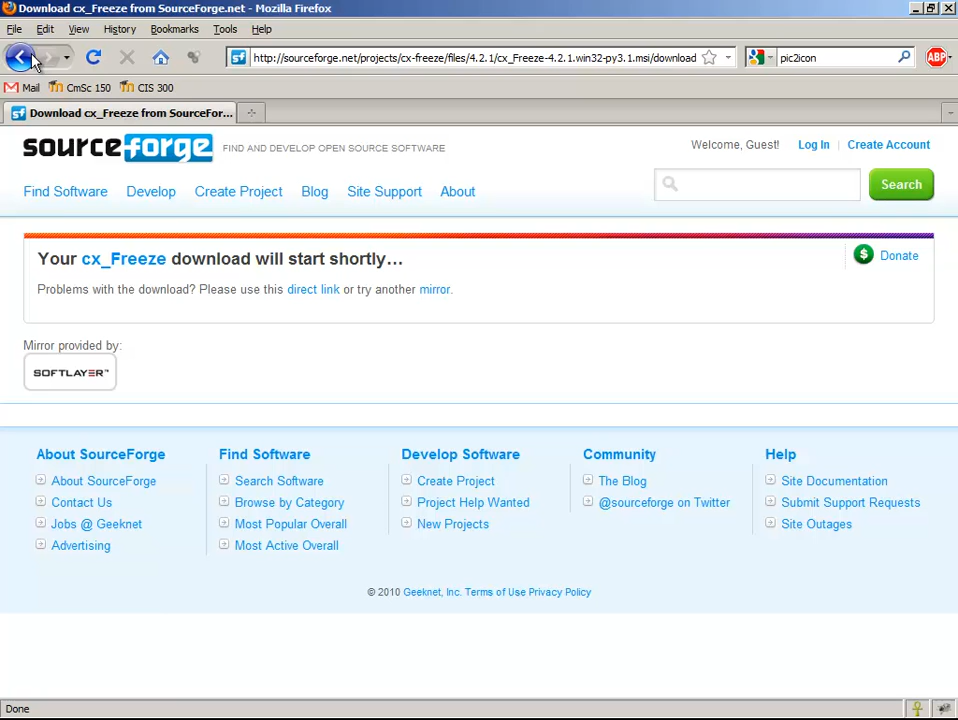 Download cx_Freeze from SourceForge.net - Mozilla Firefox
File Edit View History Bookmarks Tools Help
http://sourceforge.net/projects/cx-freeze/files/4.2.1/cx_Freeze-4.2.1.win32-py3.1.msi/download
pic2icon
ABP
Mail CmSc 150 CIS 300
sf Download cx_Freeze from SourceFor...
sourceforge FIND AND DEVELOP OPEN SOURCE SOFTWARE
Welcome, Guest! Log In Create Account
Find Software Develop Create Project Blog Site Support About
Search
Your cx_Freeze download will start shortly…
$ Donate
Problems with the download? Please use this direct link or try another mirror.
Mirror provided by:
SOFTLAYER™
About SourceForge
About SourceForge
Contact Us
Jobs @ Geeknet
Advertising
Find Software
Search Software
Browse by Category
Most Popular Overall
Most Active Overall
Develop Software
Create Project
Project Help Wanted
New Projects
Community
The Blog
@sourceforge on Twitter
Help
Site Documentation
Submit Support Requests
Site Outages
© 2010 Geeknet, Inc. Terms of Use Privacy Policy
Done